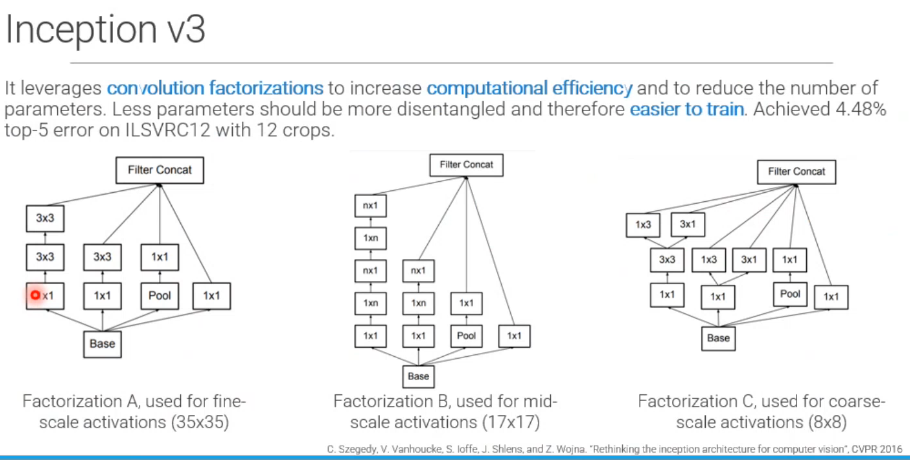 Inception v3
It leverages convolution factorizations to increase computational efficiency and to reduce the number of
parameters. Less parameters should be more disentangled and therefore easier to train. Achieved 4.48%
top-5 error on ILSVRC12 with 12 crops.
Filter Concat
3x3
3x3 3x3 1x1
x1 1x1 Pool 1x1
Base
Factorization A, used for fine-
scale activations (35x35)
Filter Concat
nx1
1xn
nx1 nx1
1xn 1xn 1x1
1x1 1x1 Pool 1x1
Base
Factorization B, used for mid-
scale activations (17x17)
Filter Concat
1x3 3x1
3x3 1x3 3x1 1x1
1x1 1x1 Pool 1x1
Base
Factorization C, used for coarse-
scale activations (8x8)
C. Szegedy, V. Vanhoucke, S. Ioffe, J. Shlens, and Z. Wojna. "Rethinking the inception architecture for computer vision", CVPR 2016